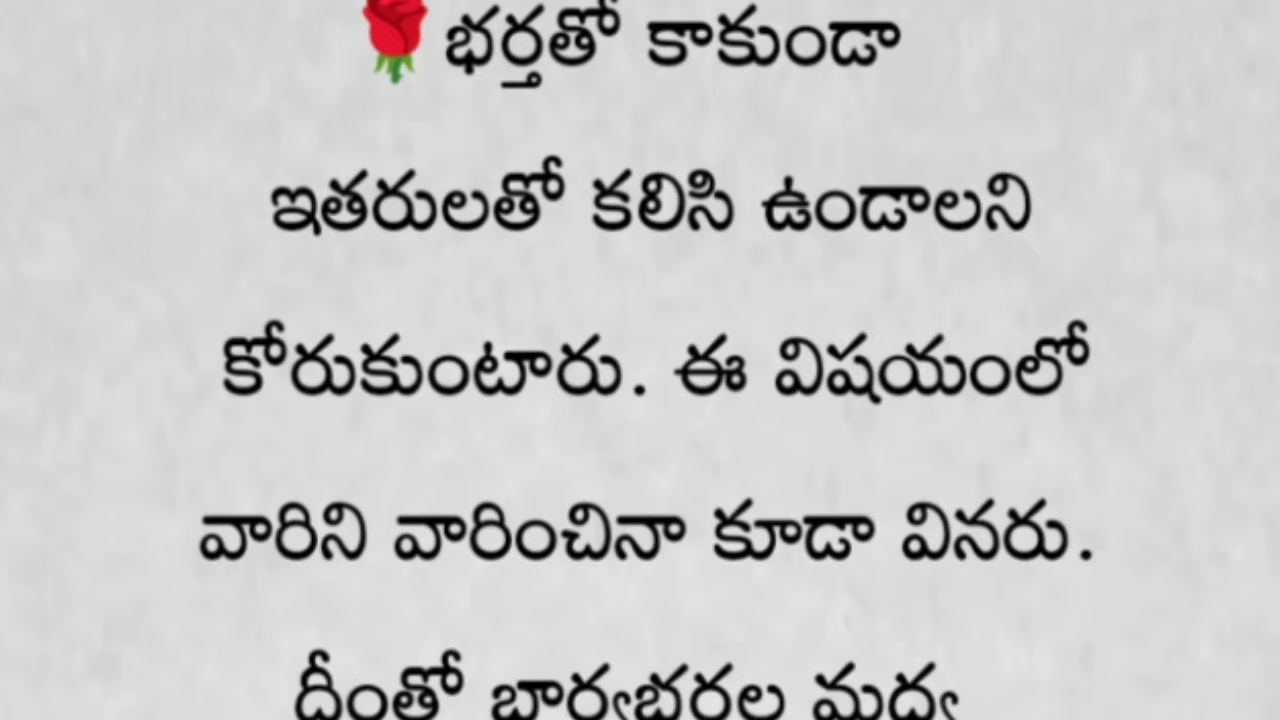 🌹భర్తతో కాకుండా
ఇతరులతో కలిసి ఉండాలని
కోరుకుంటారు. ఈ విషయంలో
వారిని వారించినా కూడా వినరు.
దీంతో